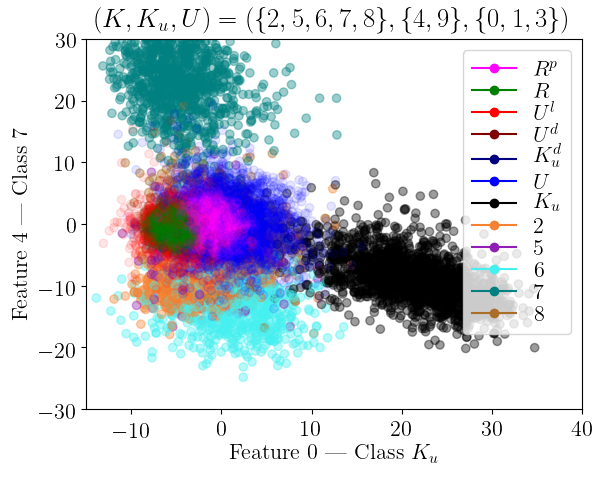 (K, K_u, U) = ({2, 5, 6, 7, 8}, {4, 9}, {0, 1, 3})
30
20
10
0
−10
−20
−30
Feature 4 — Class 7
−10 0 10 20 30 40
Feature 0 — Class K_u
R^p
R
U^l
U^d
K_u^d
U
K_u
2
5
6
7
8